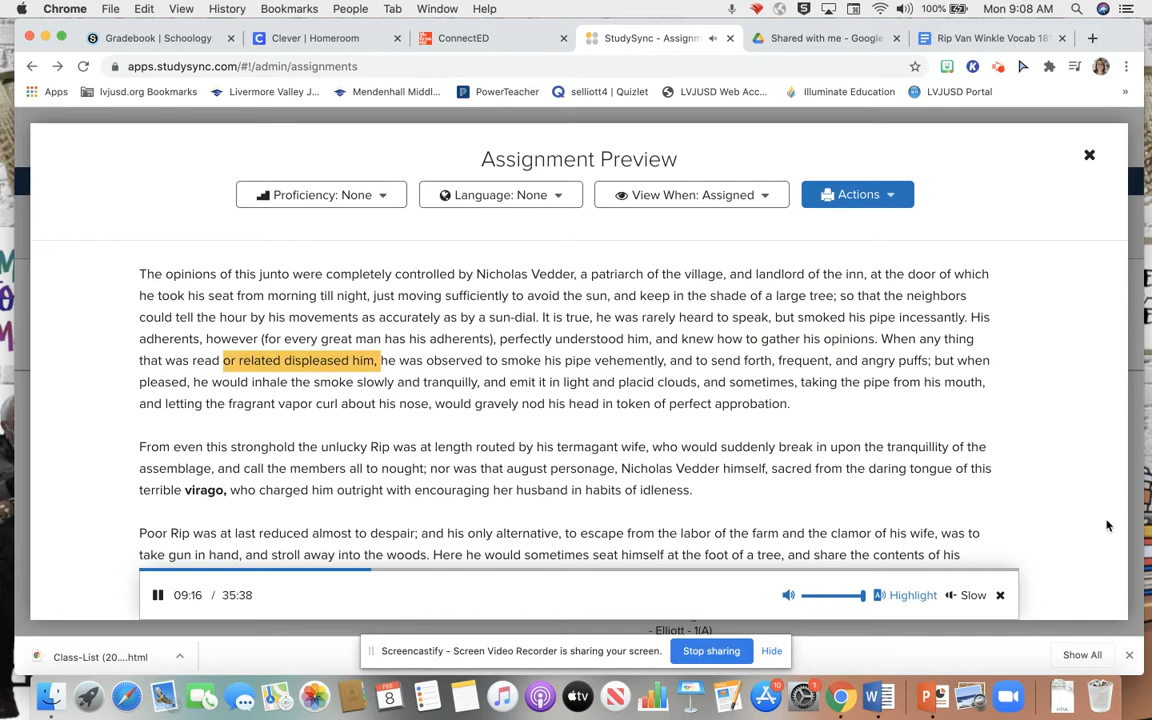 Chrome File Edit View History Bookmarks People Tab Window Help 100% Mon 9:08 AM
Gradebook | Schoology Clever | Homeroom ConnectED StudySync - Assignm Shared with me - Google Rip Van Winkle Vocab 18
apps.studysync.com/#!/admin/assignments
Apps lvjusd.org Bookmarks Livermore Valley J... Mendenhall Middl... PowerTeacher selliott4 | Quizlet LVJUSD Web Acc... Illuminate Education LVJUSD Portal »
Assignment Preview
Proficiency: None Language: None View When: Assigned Actions
The opinions of this junto were completely controlled by Nicholas Vedder, a patriarch of the village, and landlord of the inn, at the door of which
he took his seat from morning till night, just moving sufficiently to avoid the sun, and keep in the shade of a large tree; so that the neighbors
could tell the hour by his movements as accurately as by a sun-dial. It is true, he was rarely heard to speak, but smoked his pipe incessantly. His
adherents, however (for every great man has his adherents), perfectly understood him, and knew how to gather his opinions. When any thing
that was read or related displeased him, he was observed to smoke his pipe vehemently, and to send forth, frequent, and angry puffs; but when
pleased, he would inhale the smoke slowly and tranquilly, and emit it in light and placid clouds, and sometimes, taking the pipe from his mouth,
and letting the fragrant vapor curl about his nose, would gravely nod his head in token of perfect approbation.
From even this stronghold the unlucky Rip was at length routed by his termagant wife, who would suddenly break in upon the tranquillity of the
assemblage, and call the members all to nought; nor was that august personage, Nicholas Vedder himself, sacred from the daring tongue of this
terrible virago, who charged him outright with encouraging her husband in habits of idleness.
Poor Rip was at last reduced almost to despair; and his only alternative, to escape from the labor of the farm and the clamor of his wife, was to
take gun in hand, and stroll away into the woods. Here he would sometimes seat himself at the foot of a tree, and share the contents of his
09:16 / 35:38 Highlight Slow
- Elliott - 1(A)
Screencastify - Screen Video Recorder is sharing your screen. Stop sharing Hide
Class-List (20....html Show All
FEB
8
10
1